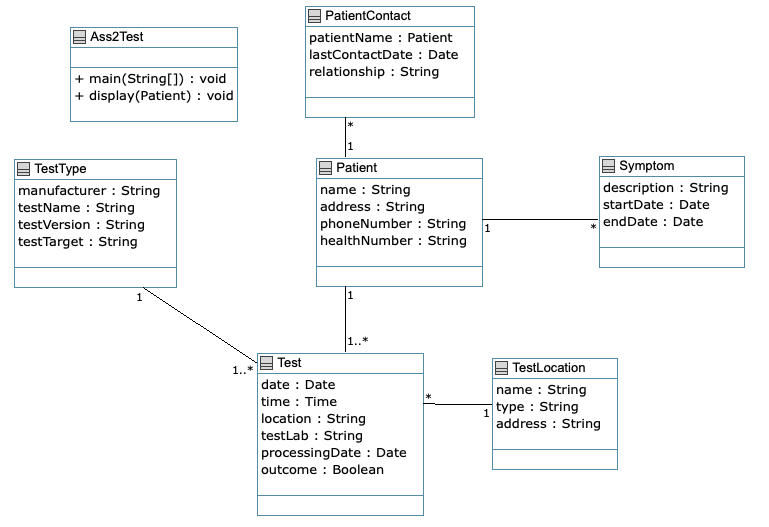 Ass2Test
+ main(String[]) : void
+ display(Patient) : void
PatientContact
patientName : Patient
lastContactDate : Date
relationship : String
*
1
TestType
manufacturer : String
testName : String
testVersion : String
testTarget : String
Patient
name : String
address : String
phoneNumber : String
healthNumber : String
Symptom
description : String
startDate : Date
endDate : Date
1
*
1
1
1..*
1..*
Test
date : Date
time : Time
location : String
testLab : String
processingDate : Date
outcome : Boolean
*
1
TestLocation
name : String
type : String
address : String